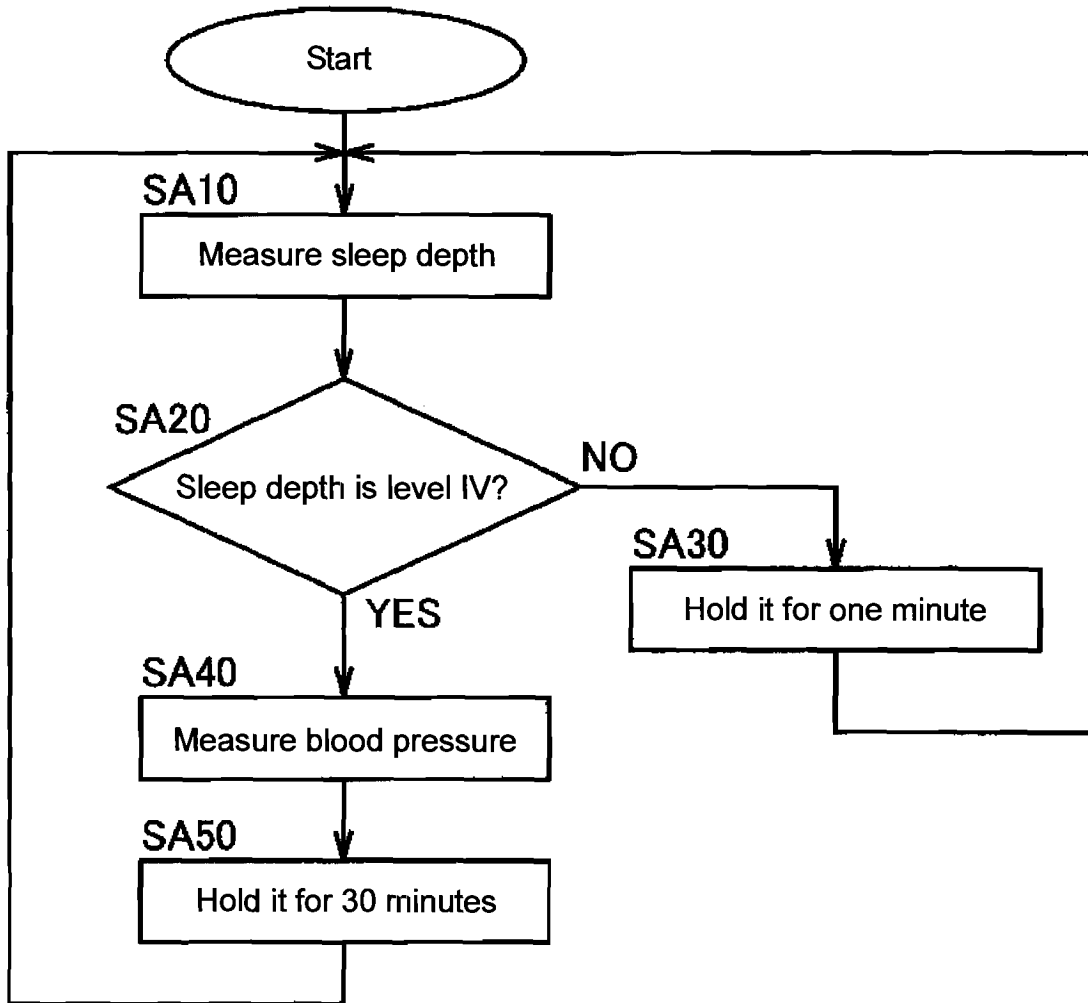 Start
SA10
Measure sleep depth
SA20
Sleep depth is level IV?
NO
SA30
Hold it for one minute
YES
SA40
Measure blood pressure
SA50
Hold it for 30 minutes